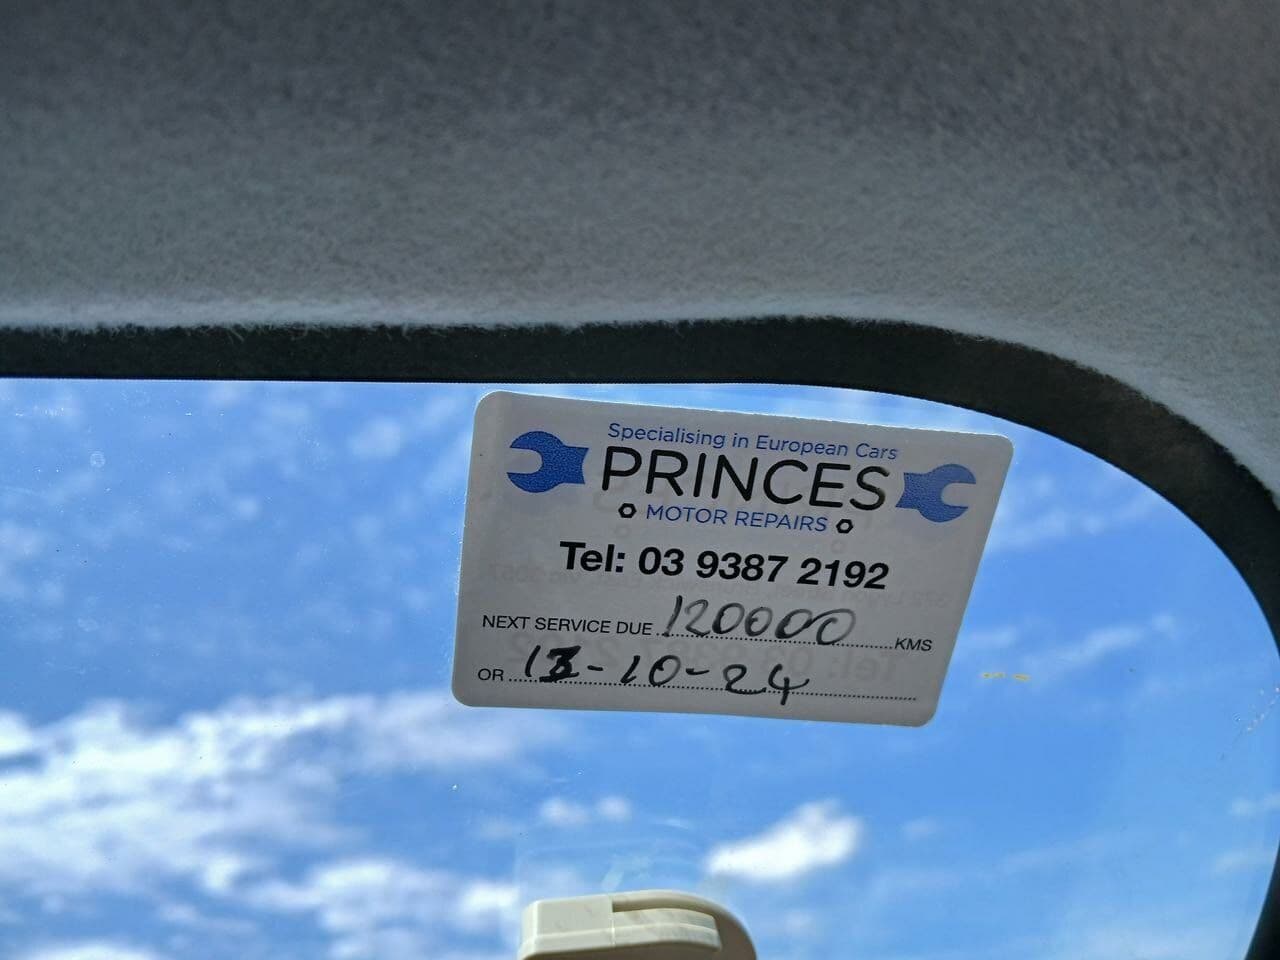 Specialising in European Cars
PRINCES
MOTOR REPAIRS
Tel: 03 9387 2192
NEXT SERVICE DUE 120000 KMS
OR -10-24